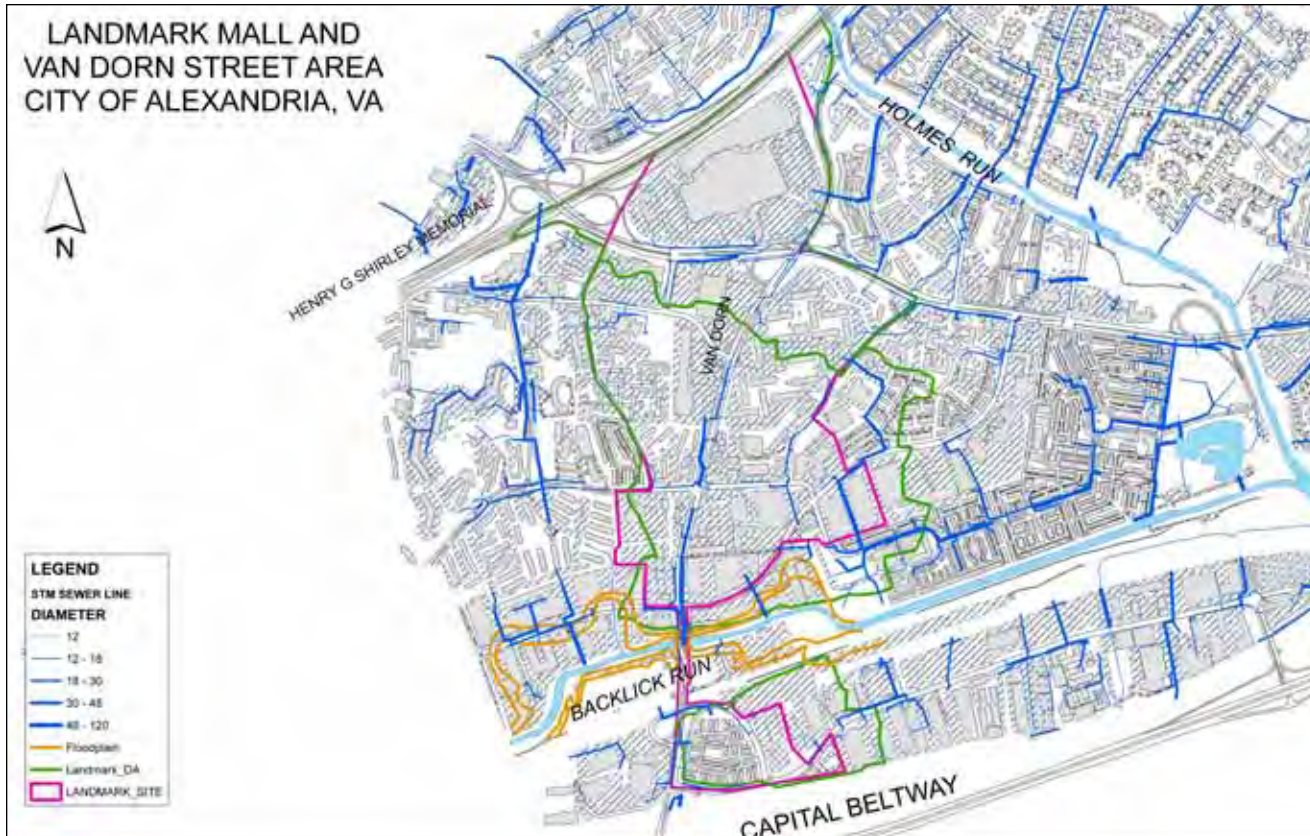 LANDMARK MALL AND
VAN DORN STREET AREA
CITY OF ALEXANDRIA, VA
N
HENRY G SHIRLEY MEMORIAL
HOLMES RUN
VAN DORN
BACKLICK RUN
CAPITAL BELTWAY
LEGEND
STM SEWER LINE
DIAMETER
12
12 - 18
18 - 30
30 - 48
48 - 120
Floodplain
Landmark_DA
LANDMARK_SITE